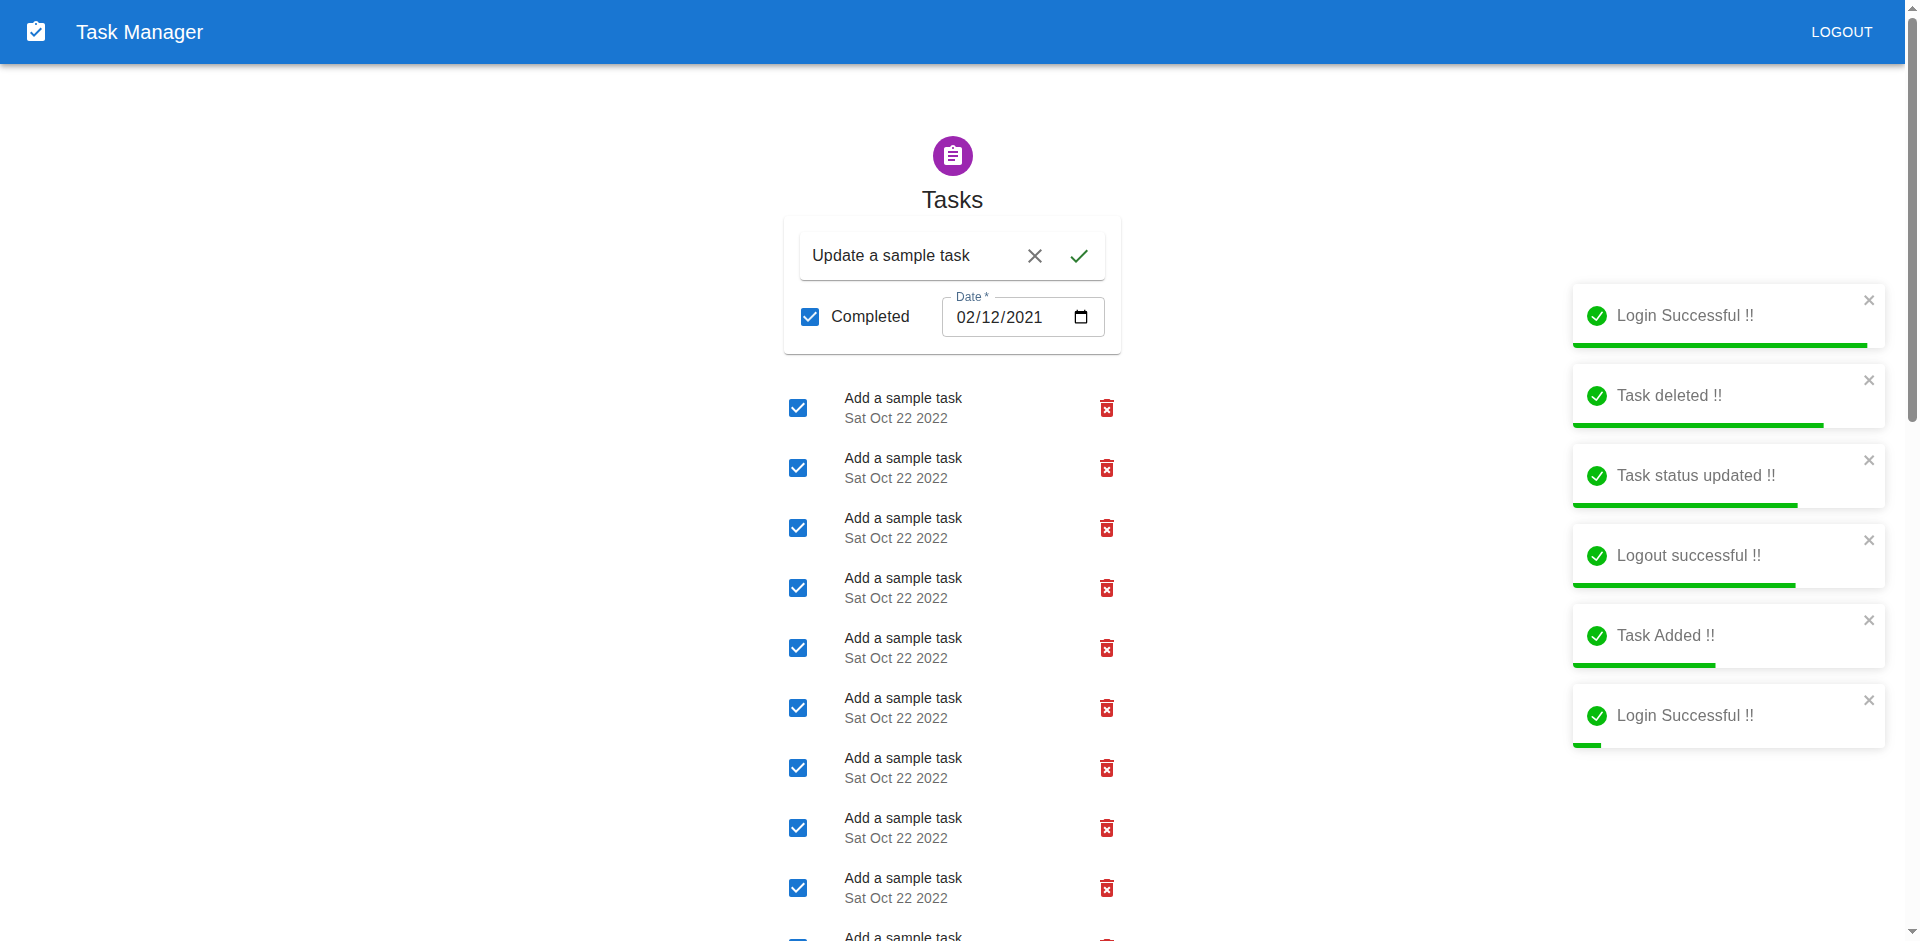 Task Manager
LOGOUT
Tasks
Update a sample task
Completed
Date *
02/12/2021
Add a sample task
Sat Oct 22 2022
Add a sample task
Sat Oct 22 2022
Add a sample task
Sat Oct 22 2022
Add a sample task
Sat Oct 22 2022
Add a sample task
Sat Oct 22 2022
Add a sample task
Sat Oct 22 2022
Add a sample task
Sat Oct 22 2022
Add a sample task
Sat Oct 22 2022
Add a sample task
Sat Oct 22 2022
Add a sample task
Login Successful !!
Task deleted !!
Task status updated !!
Logout successful !!
Task Added !!
Login Successful !!